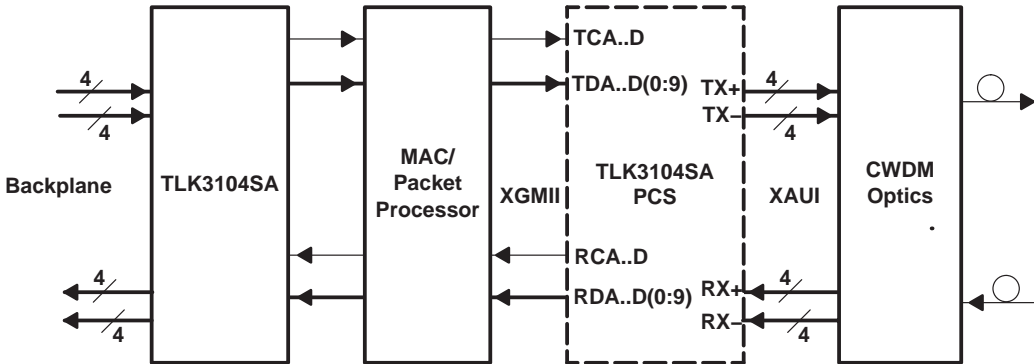 TCA..D
4
TDA..D(0:9)
TX+
4
TX–
4
4
Backplane
TLK3104SA
MAC/
Packet
Processor
XGMII
TLK3104SA
PCS
XAUI
CWDM
Optics
RCA..D
4
RDA..D(0:9)
RX+
4
RX–
4
4